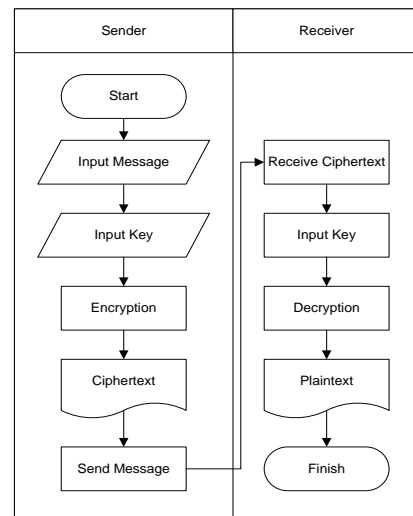 Sender
Receiver
Start
Input Message
Input Key
Encryption
Ciphertext
Send Message
Receive Ciphertext
Input Key
Decryption
Plaintext
Finish